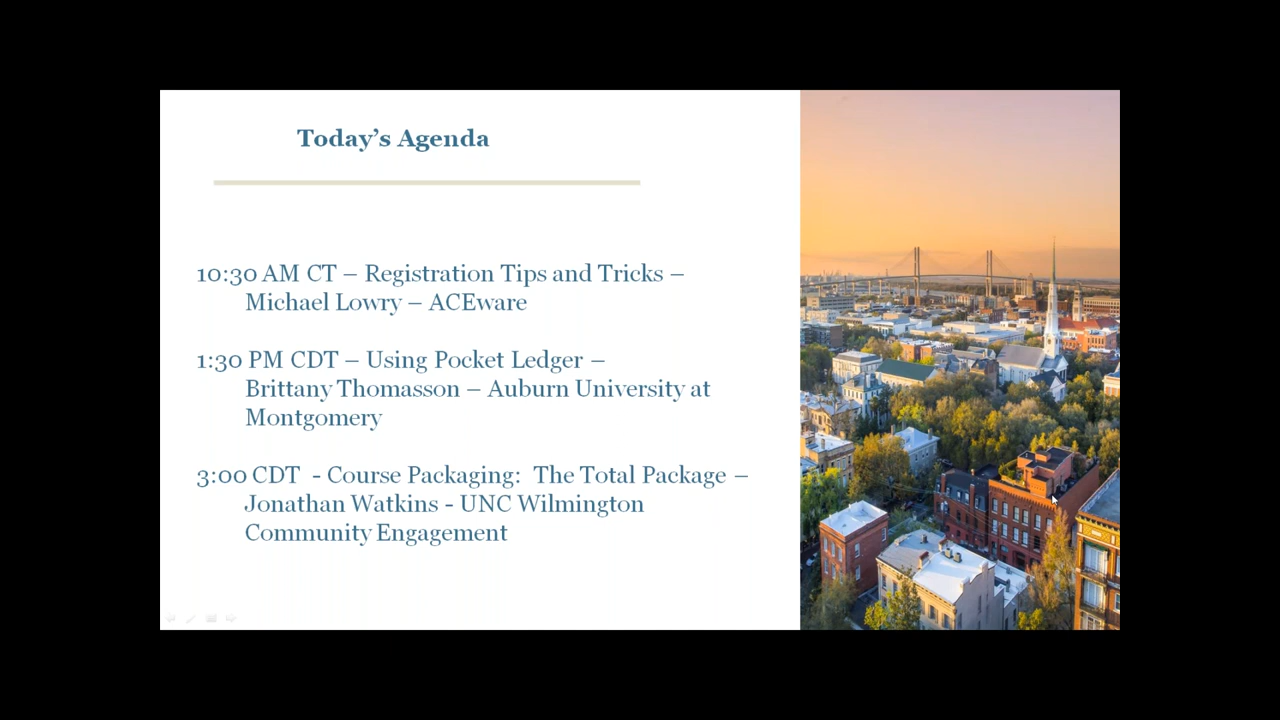 Today’s Agenda
10:30 AM CT – Registration Tips and Tricks –
Michael Lowry – ACEware
1:30 PM CDT – Using Pocket Ledger –
Brittany Thomasson – Auburn University at
Montgomery
3:00 CDT  - Course Packaging:  The Total Package –
Jonathan Watkins - UNC Wilmington
Community Engagement